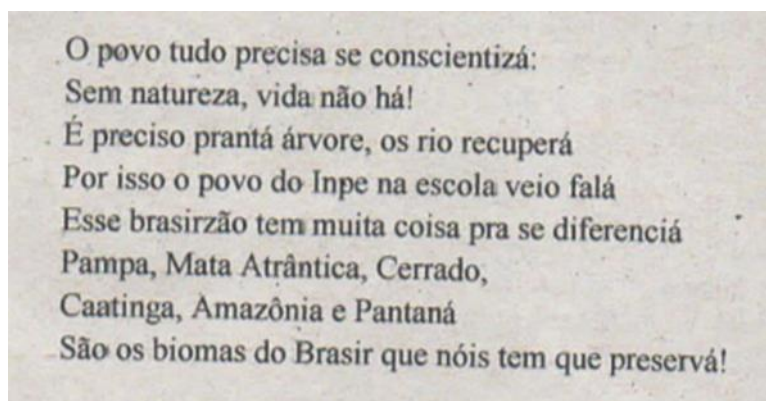 O povo tudo precisa se conscientizá:
Sem natureza, vida não há!
É preciso prantá árvore, os rio recuperá
Por isso o povo do Inpe na escola veio falá
Esse brasirzão tem muita coisa pra se diferenciá
Pampa, Mata Atrântica, Cerrado,
Caatinga, Amazônia e Pantaná
São os biomas do Brasir que nóis tem que preservá!